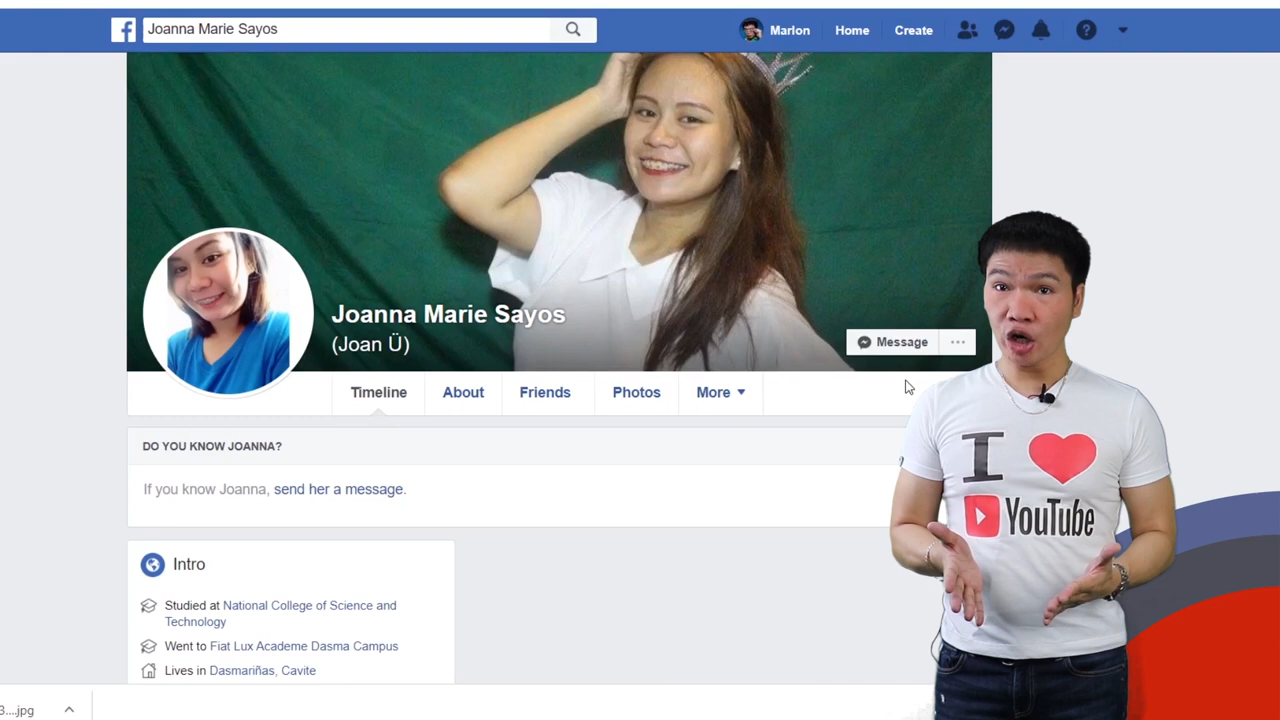 Joanna Marie Sayos
Marlon
Home
Create
Joanna Marie Sayos
(Joan Ü)
Message
Timeline
About
Friends
Photos
More
DO YOU KNOW JOANNA?
If you know Joanna, send her a message.
Intro
Studied at National College of Science and
Technology
Went to Fiat Lux Academe Dasma Campus
Lives in Dasmariñas, Cavite
I
YouTube
3....jpg